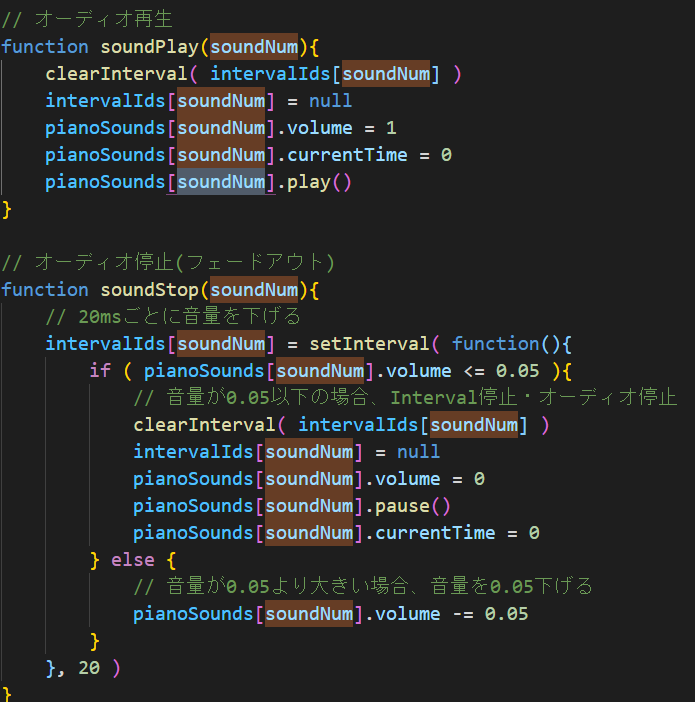 // オーディオ再生
function soundPlay(soundNum){
    clearInterval( intervalIds[soundNum] )
    intervalIds[soundNum] = null
    pianoSounds[soundNum].volume = 1
    pianoSounds[soundNum].currentTime = 0
    pianoSounds[soundNum].play()
}

// オーディオ停止(フェードアウト)
function soundStop(soundNum){
    // 20msごとに音量を下げる
    intervalIds[soundNum] = setInterval( function(){
        if ( pianoSounds[soundNum].volume <= 0.05 ){
            // 音量が0.05以下の場合、Interval停止・オーディオ停止
            clearInterval( intervalIds[soundNum] )
            intervalIds[soundNum] = null
            pianoSounds[soundNum].volume = 0
            pianoSounds[soundNum].pause()
            pianoSounds[soundNum].currentTime = 0
        } else {
            // 音量が0.05より大きい場合、音量を0.05下げる
            pianoSounds[soundNum].volume -= 0.05
        }
    }, 20 )
}